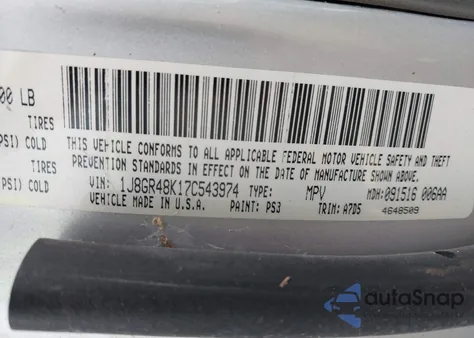 00 LB
TIRES
PSI) COLD
THIS VEHICLE CONFORMS TO ALL APPLICABLE FEDERAL MOTOR VEHICLE SAFETY AND THEFT
TIRES
PREVENTION STANDARDS IN EFFECT ON THE DATE OF MANUFACTURE SHOWN ABOVE.
PSI) COLD
VIN: 1J8GR48K17C543974 TYPE: MPV MDH: 091516 006AA
VEHICLE MADE IN U.S.A. PAINT: PS3 TRIM: A7D5 4648509
autoSnap